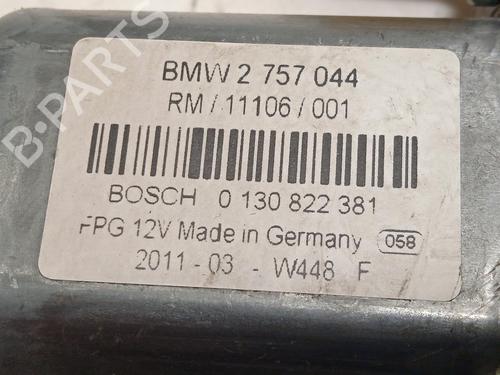 B-PARTS
BMW 2 757 044
RM / 11106 / 001
BOSCH 0 130 822 381
FPG 12V Made in Germany 058
2011 - 03 - W448 F